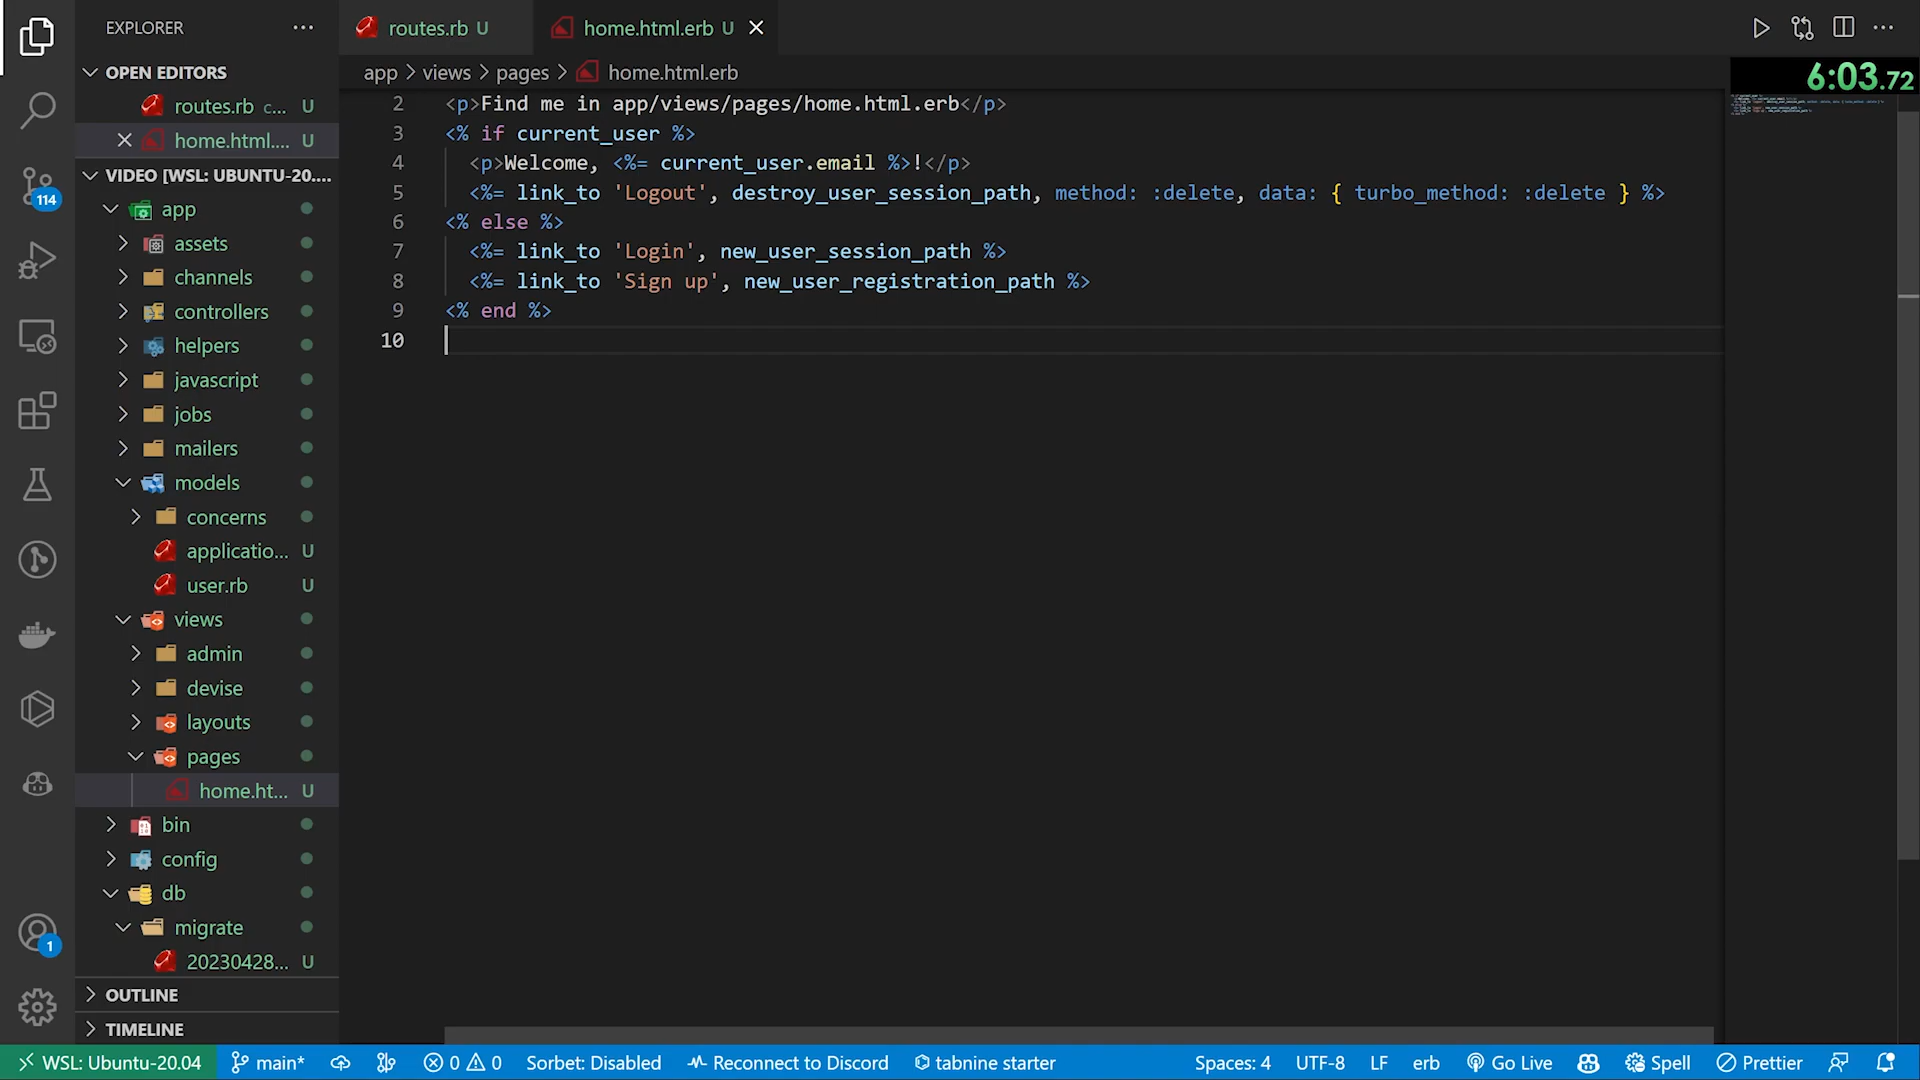 EXPLORER
routes.rb U
home.html.erb U
OPEN EDITORS
app > views > pages > home.html.erb
6:03.72
routes.rb c... U
home.html.... U
VIDEO [WSL: UBUNTU-20....
app
assets
channels
controllers
helpers
javascript
jobs
mailers
models
concerns
applicatio... U
user.rb U
views
admin
devise
layouts
pages
home.ht... U
bin
config
db
migrate
20230428... U
OUTLINE
TIMELINE
114
1
2 <p>Find me in app/views/pages/home.html.erb</p>
3 <% if current_user %>
4 <p>Welcome, <%= current_user.email %>!</p>
5 <%= link_to 'Logout', destroy_user_session_path, method: :delete, data: { turbo_method: :delete } %>
6 <% else %>
7 <%= link_to 'Login', new_user_session_path %>
8 <%= link_to 'Sign up', new_user_registration_path %>
9 <% end %>
10
WSL: Ubuntu-20.04 main* 0 0 Sorbet: Disabled Reconnect to Discord tabnine starter Spaces: 4 UTF-8 LF erb Go Live Spell Prettier